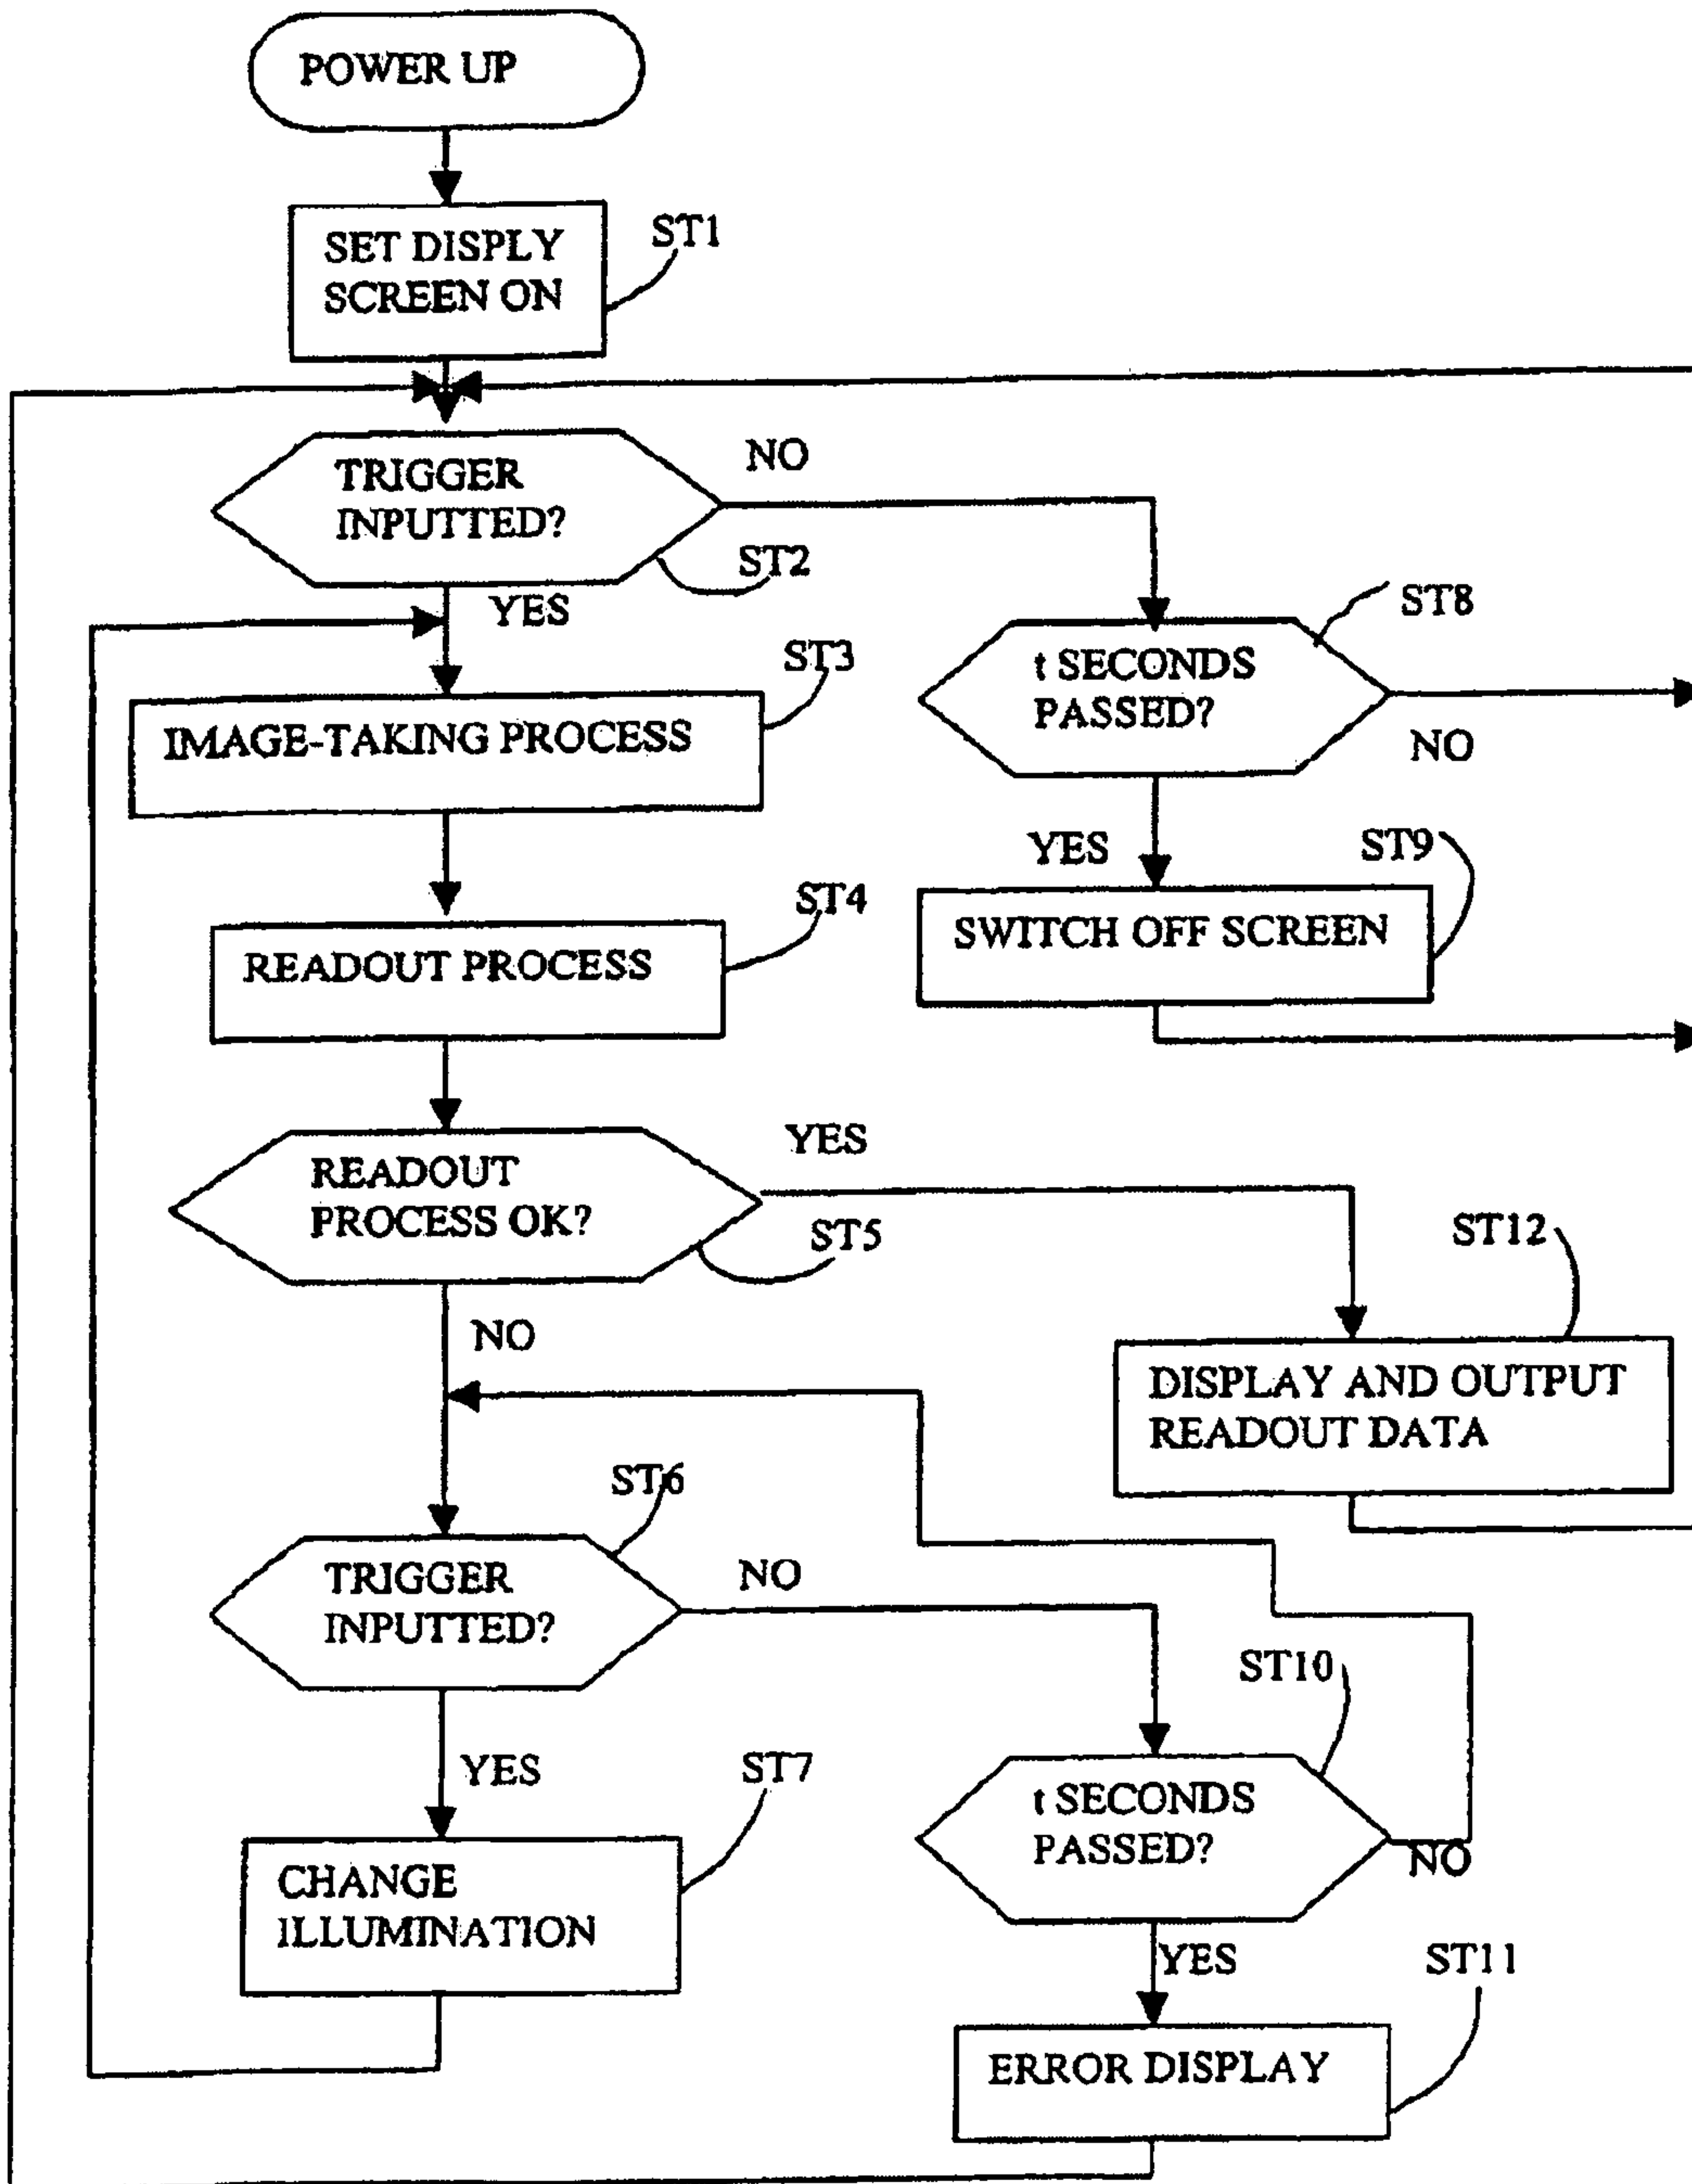 POWER UP
SET DISPLY
SCREEN ON
ST1
TRIGGER
INPUTTED?
NO
ST2
YES
ST8
t SECONDS
PASSED?
NO
ST3
IMAGE-TAKING PROCESS
YES
ST9
SWITCH OFF SCREEN
ST4
READOUT PROCESS
READOUT
PROCESS OK?
YES
ST5
NO
ST12
DISPLAY AND OUTPUT
READOUT DATA
ST6
TRIGGER
INPUTTED?
NO
ST10
t SECONDS
PASSED?
NO
YES
ST7
CHANGE
ILLUMINATION
YES
ST11
ERROR DISPLAY